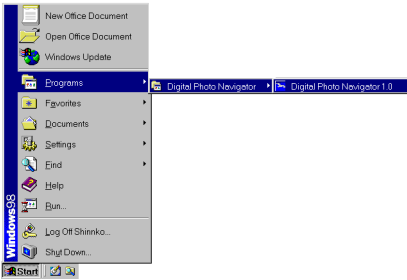 New Office Document
Open Office Document
Windows Update
Programs
Digital Photo Navigator
Digital Photo Navigator 1.0
Favorites
Documents
Settings
Find
Help
Run...
Log Off Shinnko...
Shut Down...
Windows98
Start